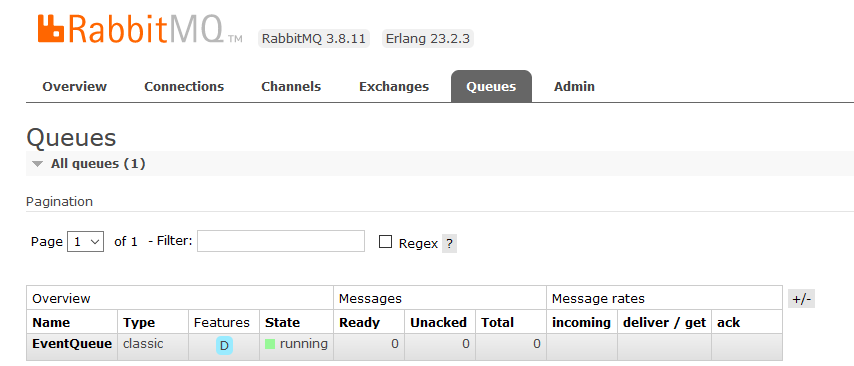 RabbitMQ TM RabbitMQ 3.8.11 Erlang 23.2.3
Overview Connections Channels Exchanges Queues Admin
Queues
All queues (1)
Pagination
Page 1 of 1 - Filter: Regex ?
Overview Messages Message rates +/-
Name Type Features State Ready Unacked Total incoming deliver / get ack
EventQueue classic D running 0 0 0